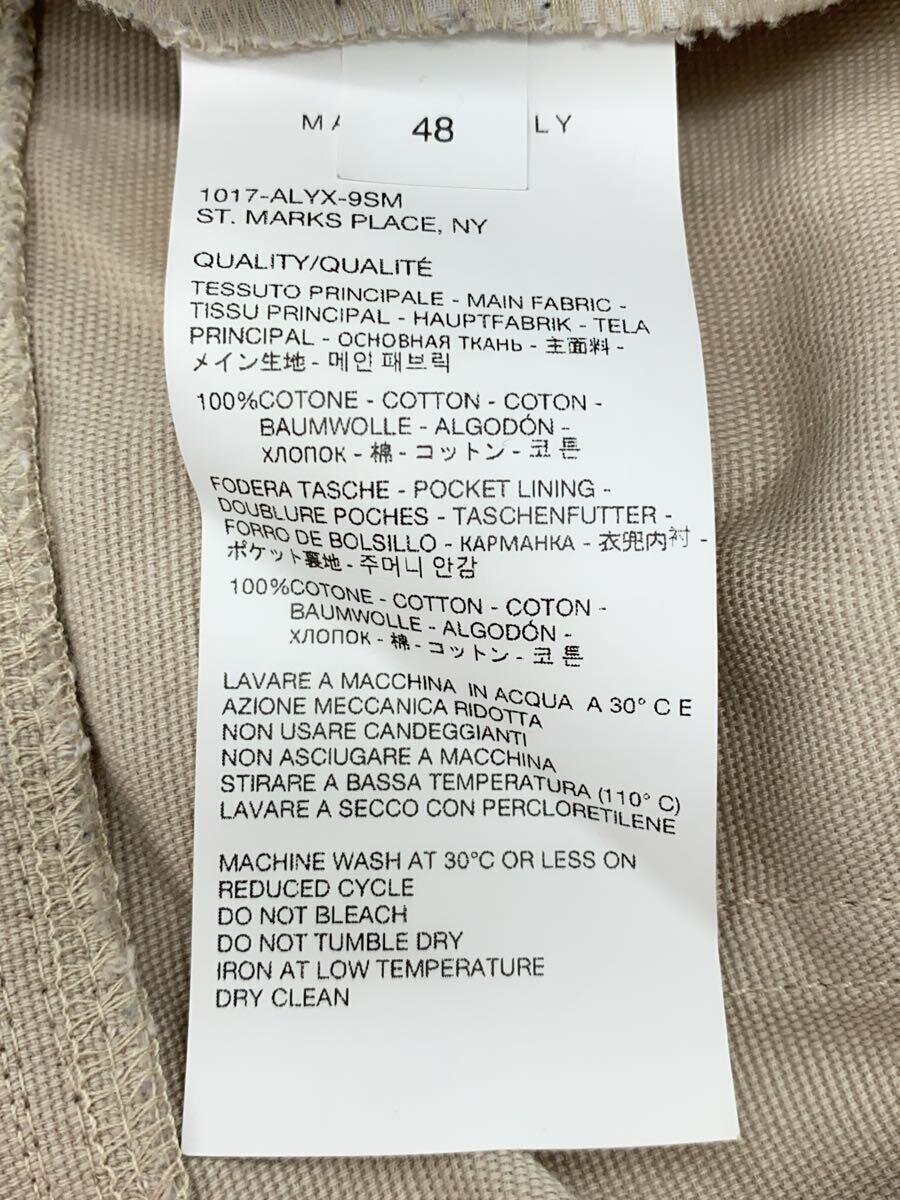 48
LY
1017-ALYX-9SM
ST. MARKS PLACE, NY
QUALITY/QUALITÉ
TESSUTO PRINCIPALE - MAIN FABRIC -
TISSU PRINCIPAL - HAUPTFABRIK - TELA
PRINCIPAL - ОСНОВНАЯ ТКАНЬ - 主面料 -
メイン生地 - 메인 패브릭
100%COTONE - COTTON - COTON -
BAUMWOLLE - ALGODÓN -
ХЛОПОК - 棉 - コットン - 코튼
FODERA TASCHE - POCKET LINING -
DOUBLURE POCHES - TASCHENFUTTER -
FORRO DE BOLSILLO - КАРМАНКА - 衣兜内衬 -
ポケット裏地 - 주머니 안감
100%COTONE - COTTON - COTON -
BAUMWOLLE - ALGODÓN -
ХЛОПОК - 棉 - コットン - 코튼
LAVARE A MACCHINA IN ACQUA A 30° C E
AZIONE MECCANICA RIDOTTA
NON USARE CANDEGGIANTI
NON ASCIUGARE A MACCHINA
STIRARE A BASSA TEMPERATURA (110° C)
LAVARE A SECCO CON PERCLORETILENE
MACHINE WASH AT 30°C OR LESS ON
REDUCED CYCLE
DO NOT BLEACH
DO NOT TUMBLE DRY
IRON AT LOW TEMPERATURE
DRY CLEAN